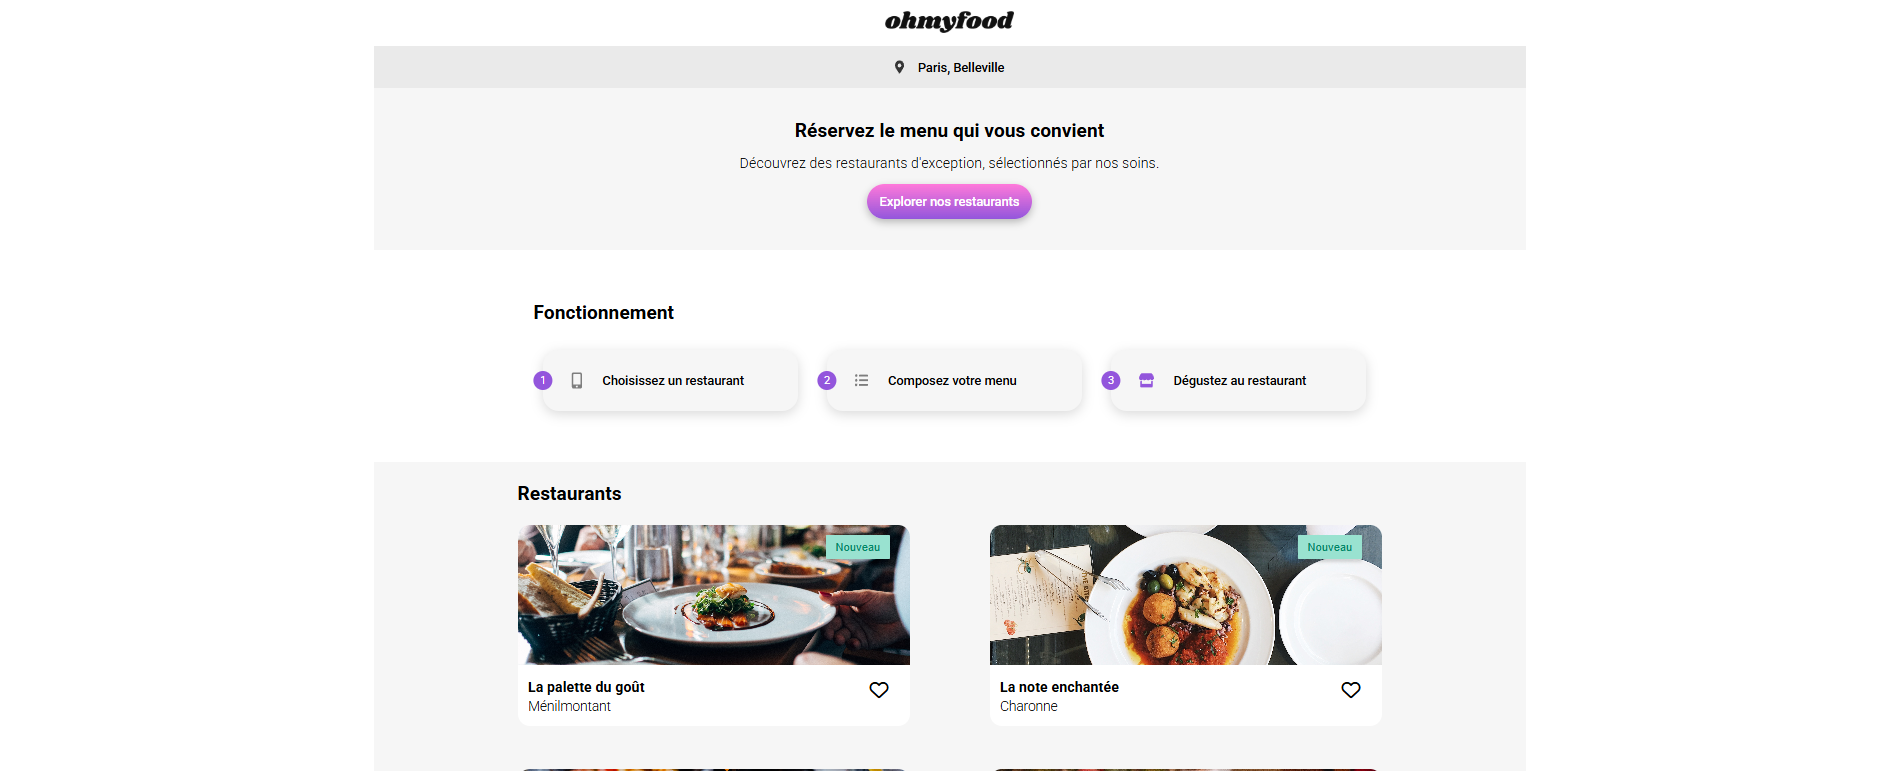 ohmyfood
Paris, Belleville
Réservez le menu qui vous convient
Découvrez des restaurants d'exception, sélectionnés par nos soins.
Explorer nos restaurants
Fonctionnement
1 Choisissez un restaurant
2 Composez votre menu
3 Dégustez au restaurant
Restaurants
Nouveau
La palette du goût
Ménilmontant
Nouveau
La note enchantée
Charonne